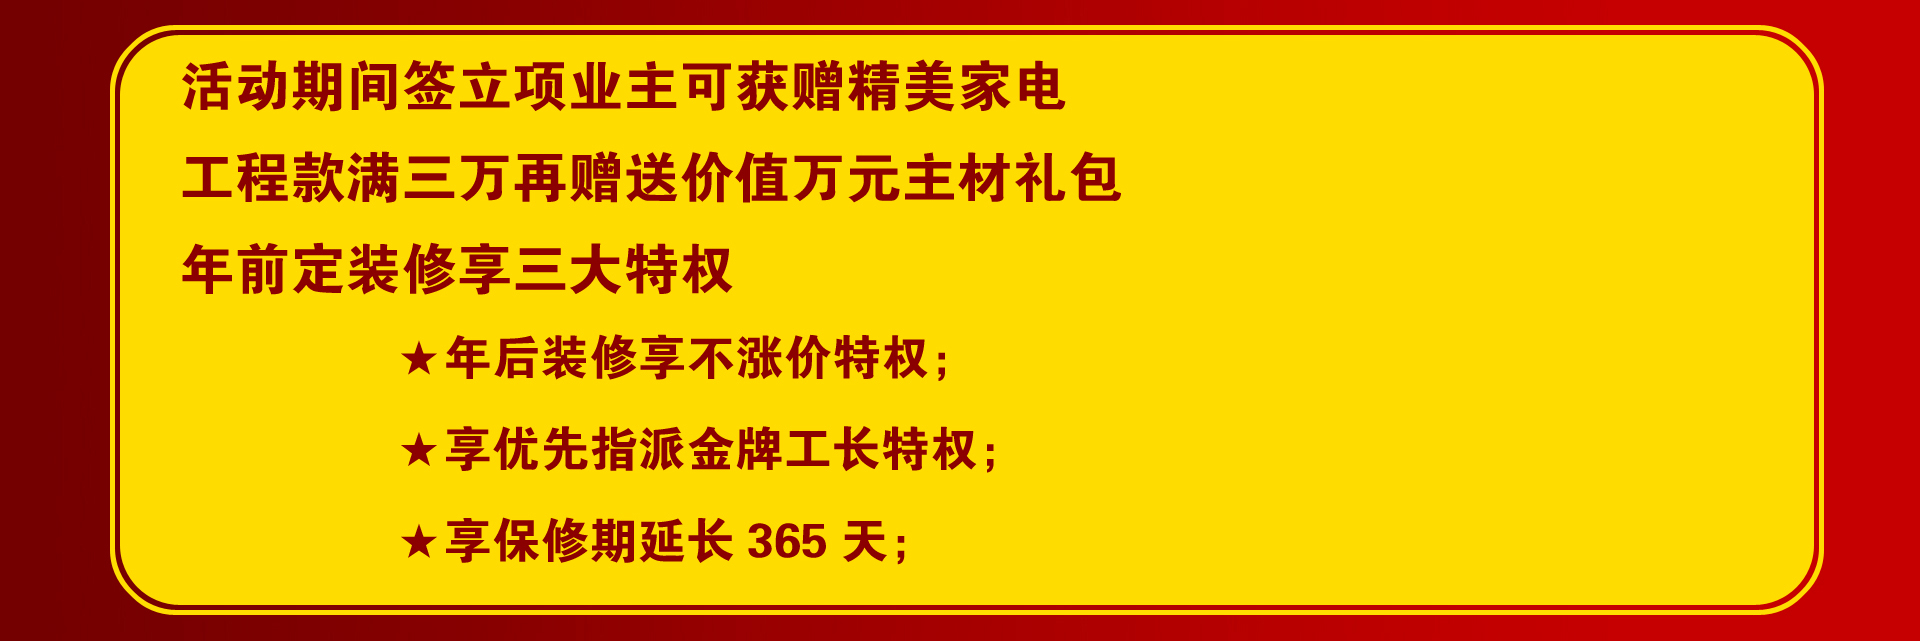 活动期间签立项业主可获赠精美家电
工程款满三万再赠送价值万元主材礼包
年前定装修享三大特权
★年后装修享不涨价特权；
★享优先指派金牌工长特权；
★享保修期延长 365 天；